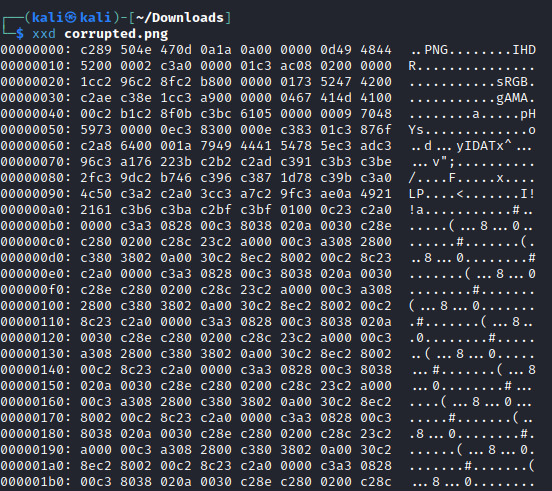 ┌──(kali㉿kali)-[~/Downloads]
└─$ xxd corrupted.png
00000000: c289 504e 470d 0a1a 0a00 0000 0d49 4844  ..PNG........IHD
00000010: 5200 0002 c3a0 0000 01c3 ac08 0200 0000  R...............
00000020: 1cc2 96c2 8fc2 b800 0000 0173 5247 4200  ...........sRGB.
00000030: c2ae c38e 1cc3 a900 0000 0467 414d 4100  ...........gAMA.
00000040: 00c2 b1c2 8f0b c3bc 6105 0000 0009 7048  ........a.....pH
00000050: 5973 0000 0ec3 8300 000e c383 01c3 876f  Ys.............o
00000060: c2a8 6400 001a 7949 4441 5478 5ec3 adc3  ..d...yIDATx^...
00000070: 96c3 a176 223b c2b2 c2ad c391 c3b3 c3be  ...v";..........
00000080: 2fc3 9dc2 b746 c396 c387 1d78 c39b c3a0  /....F.....x....
00000090: 4c50 c3a2 c2a0 3cc3 a7c2 9fc3 ae0a 4921  LP....<.......I!
000000a0: 2161 c3b6 c3ba c2bf c3bf 0100 0c23 c2a0  !a...........#..
000000b0: 0000 c3a3 0828 00c3 8038 020a 0030 c28e  .....(...8...0..
000000c0: c280 0200 c28c 23c2 a000 00c3 a308 2800  ......#.......(.
000000d0: c380 3802 0a00 30c2 8ec2 8002 00c2 8c23  ..8...0........#
000000e0: c2a0 0000 c3a3 0828 00c3 8038 020a 0030  .......(...8...0
000000f0: c28e c280 0200 c28c 23c2 a000 00c3 a308  ........#.......
00000100: 2800 c380 3802 0a00 30c2 8ec2 8002 00c2  (...8...0.......
00000110: 8c23 c2a0 0000 c3a3 0828 00c3 8038 020a  .#.......(...8..
00000120: 0030 c28e c280 0200 c28c 23c2 a000 00c3  .0........#.....
00000130: a308 2800 c380 3802 0a00 30c2 8ec2 8002  ..(...8...0.....
00000140: 00c2 8c23 c2a0 0000 c3a3 0828 00c3 8038  ...#.......(...8
00000150: 020a 0030 c28e c280 0200 c28c 23c2 a000  ...0........#...
00000160: 00c3 a308 2800 c380 3802 0a00 30c2 8ec2  ....(...8...0...
00000170: 8002 00c2 8c23 c2a0 0000 c3a3 0828 00c3  .....#.......(..
00000180: 8038 020a 0030 c28e c280 0200 c28c 23c2  .8...0........#.
00000190: a000 00c3 a308 2800 c380 3802 0a00 30c2  ......(...8...0.
000001a0: 8ec2 8002 00c2 8c23 c2a0 0000 c3a3 0828  .......#.......(
000001b0: 00c3 8038 020a 0030 c28e c280 0200 c28c  ...8...0........